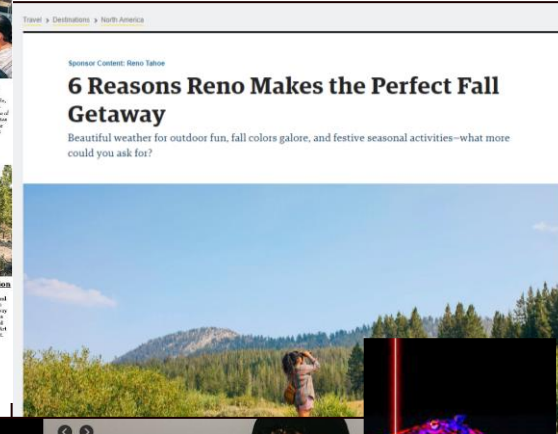 Travel > Destinations > North America
Sponsor Content: Reno Tahoe
6 Reasons Reno Makes the Perfect Fall
Getaway
Beautiful weather for outdoor fun, fall colors galore, and festive seasonal activities—what more
could you ask for?